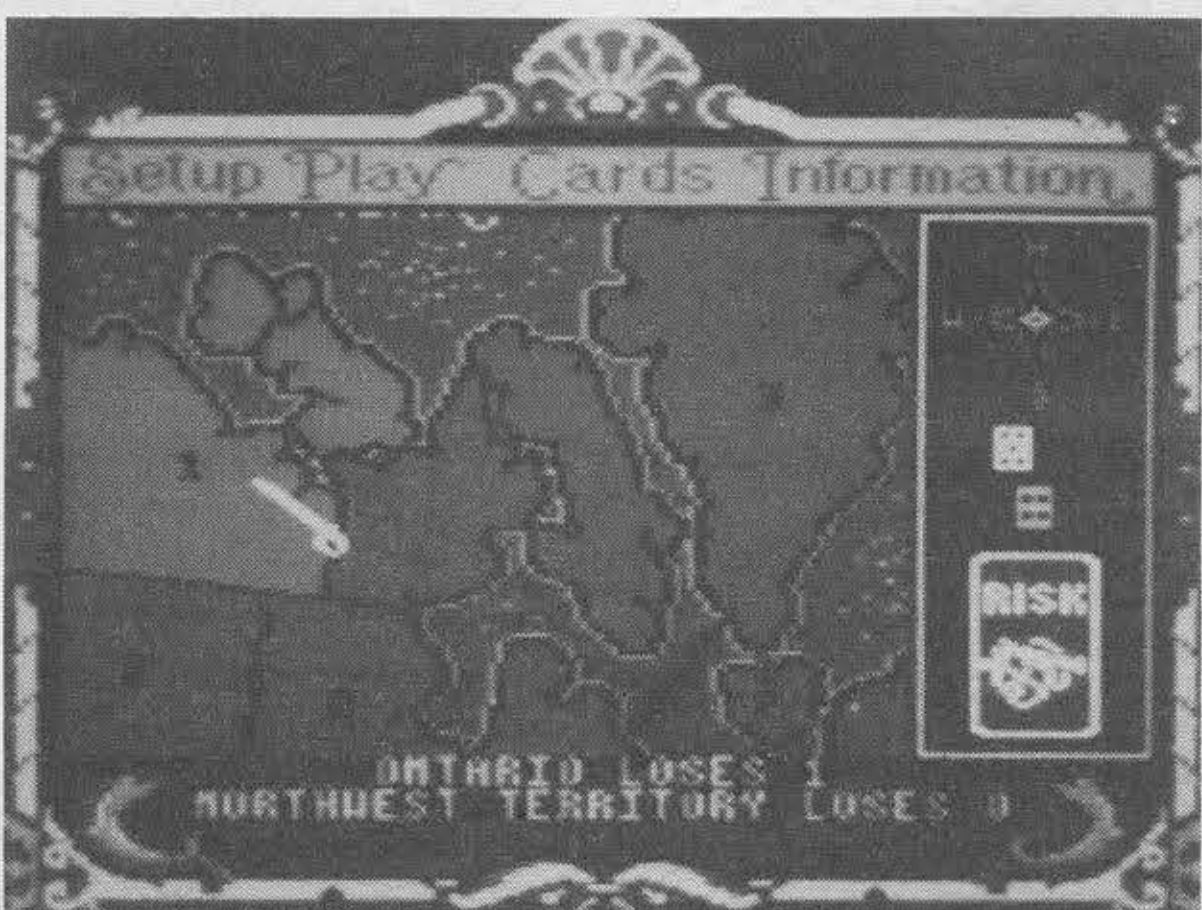 Setup Play Cards Information
RISK
ONTARIO LOSES 1
NORTHWEST TERRITORY LOSES 0